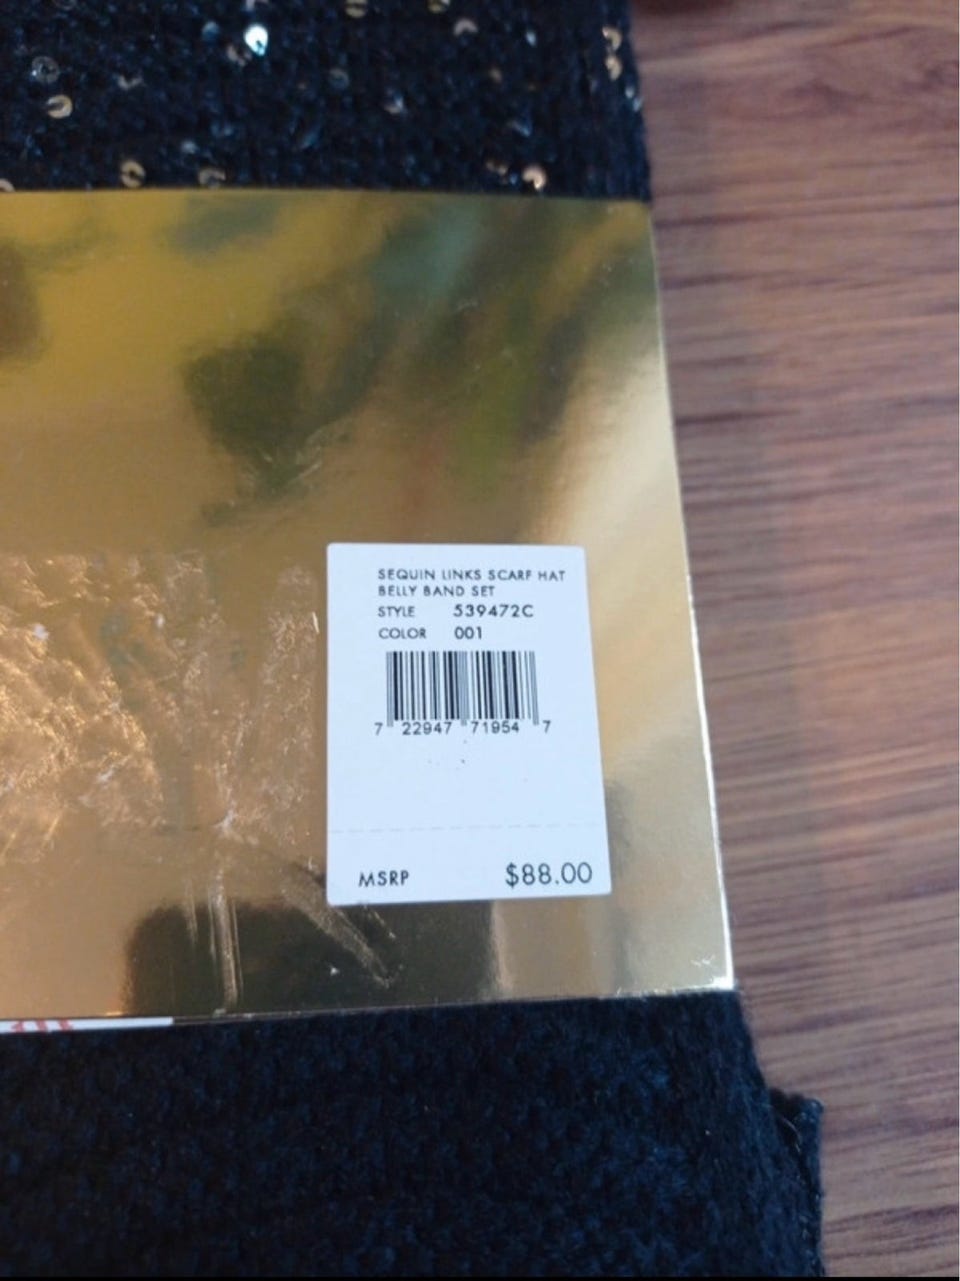 SEQUIN LINKS SCARF HAT
BELLY BAND SET
STYLE 539472C
COLOR 001
7 22947 71954 7
MSRP $88.00